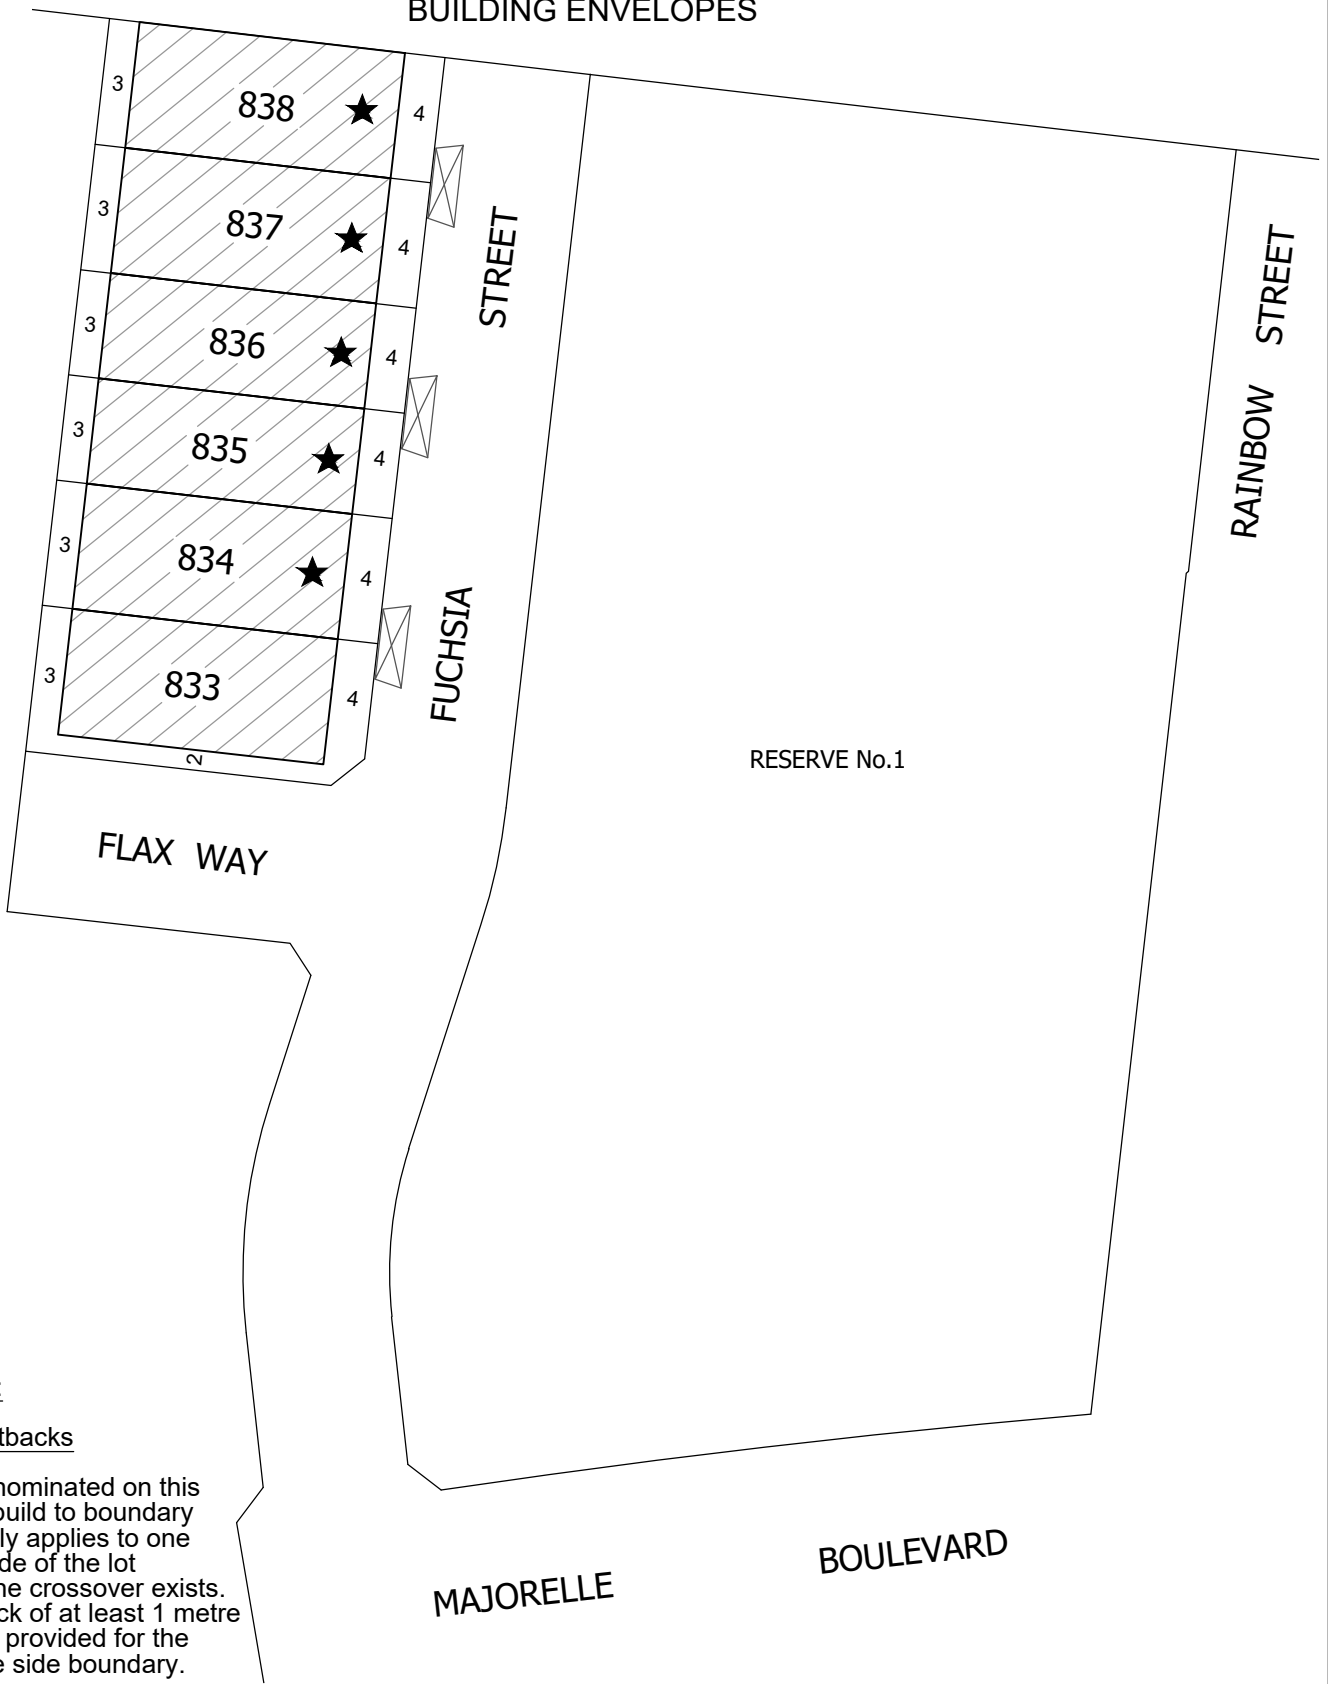 BUILDING ENVELOPES
3
838
4
3
837
4
3
836
4
3
835
4
3
834
4
3
833
4
2
FUCHSIA STREET
RAINBOW STREET
RESERVE No.1
FLAX WAY
tbacks
nominated on this
build to boundary
ly applies to one
de of the lot
ne crossover exists.
ck of at least 1 metre
provided for the
e side boundary.
MAJORELLE BOULEVARD